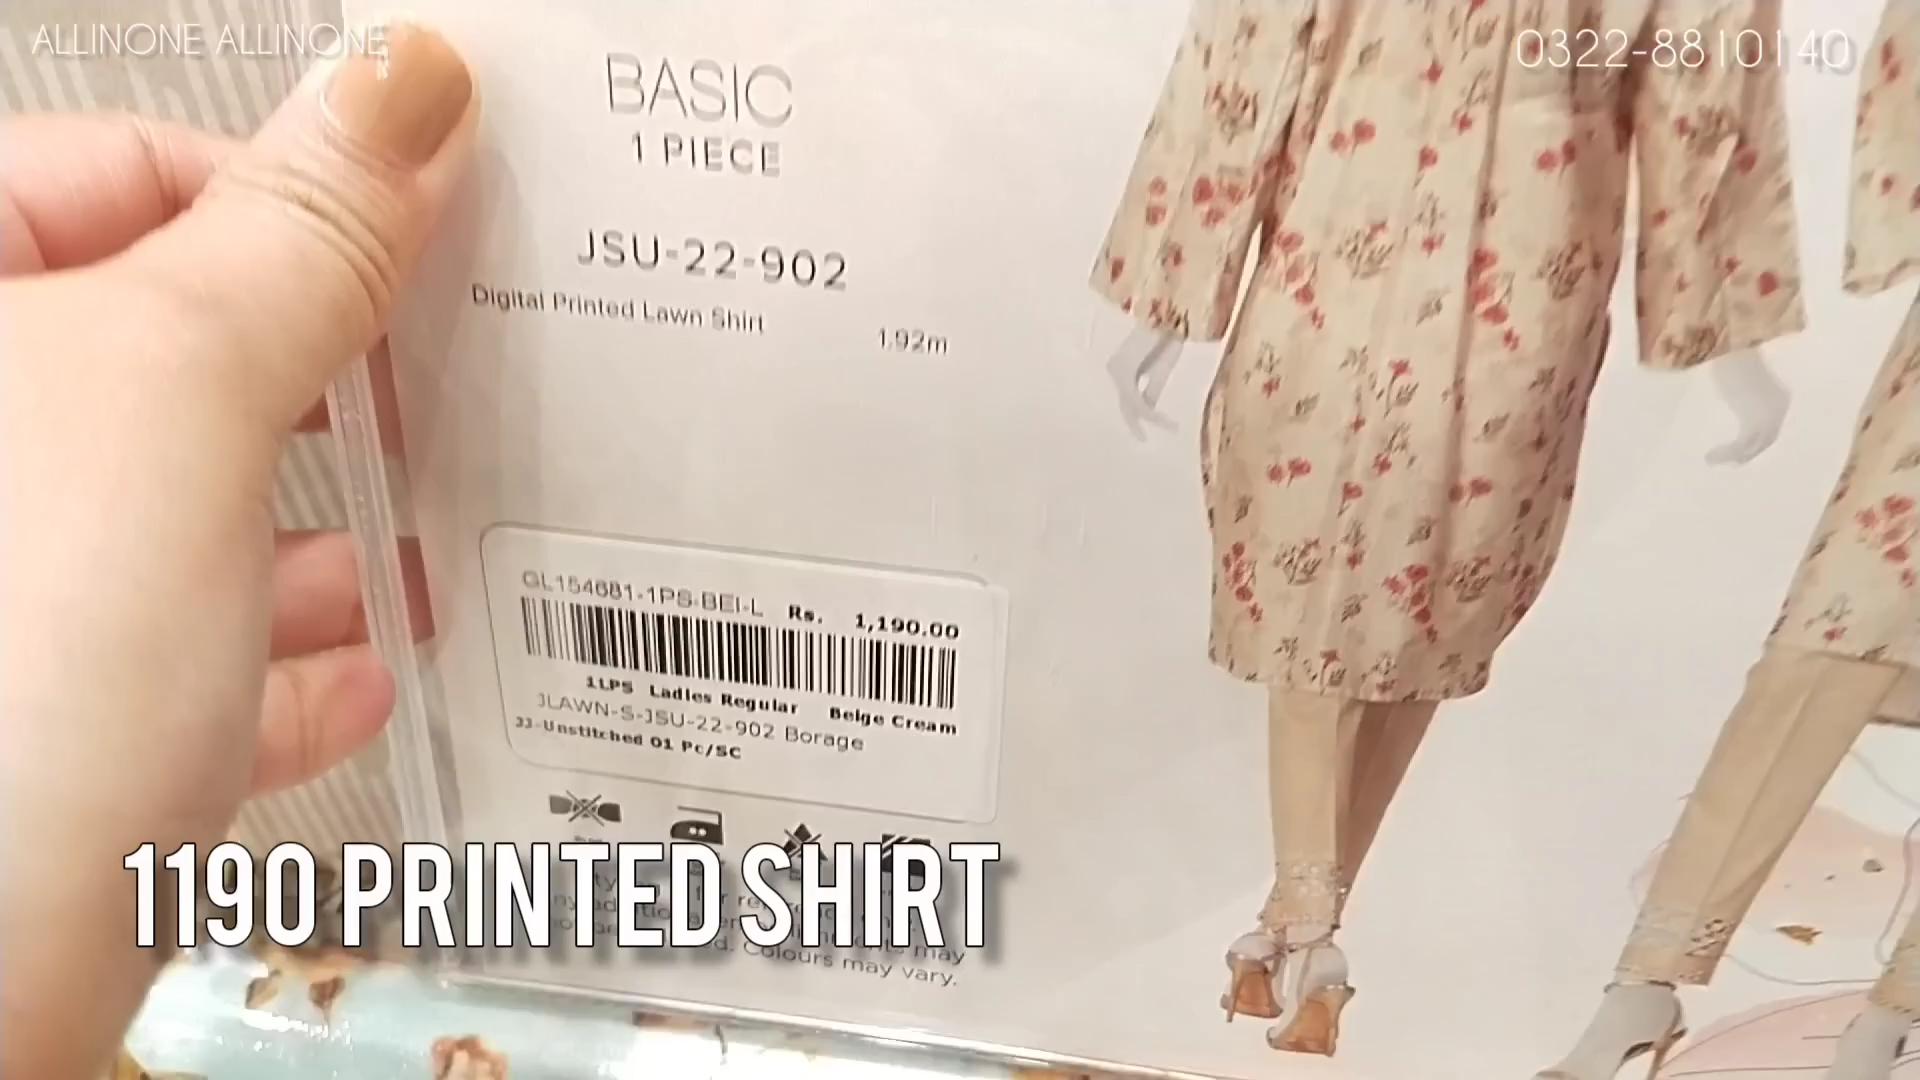 ALLINONE ALLINONE
0322-8810140
BASIC
1 PIECE
JSU-22-902
Digital Printed Lawn Shirt 1.92m
GL154681-1PS-BEI-L Rs. 1,190.00
1LPS Ladies Regular Beige Cream
JLAWN-S-JSU-22-902 Borage
33-Unstitched 01 Pc/SC
1190 PRINTED SHIRT
may
Colours may vary.